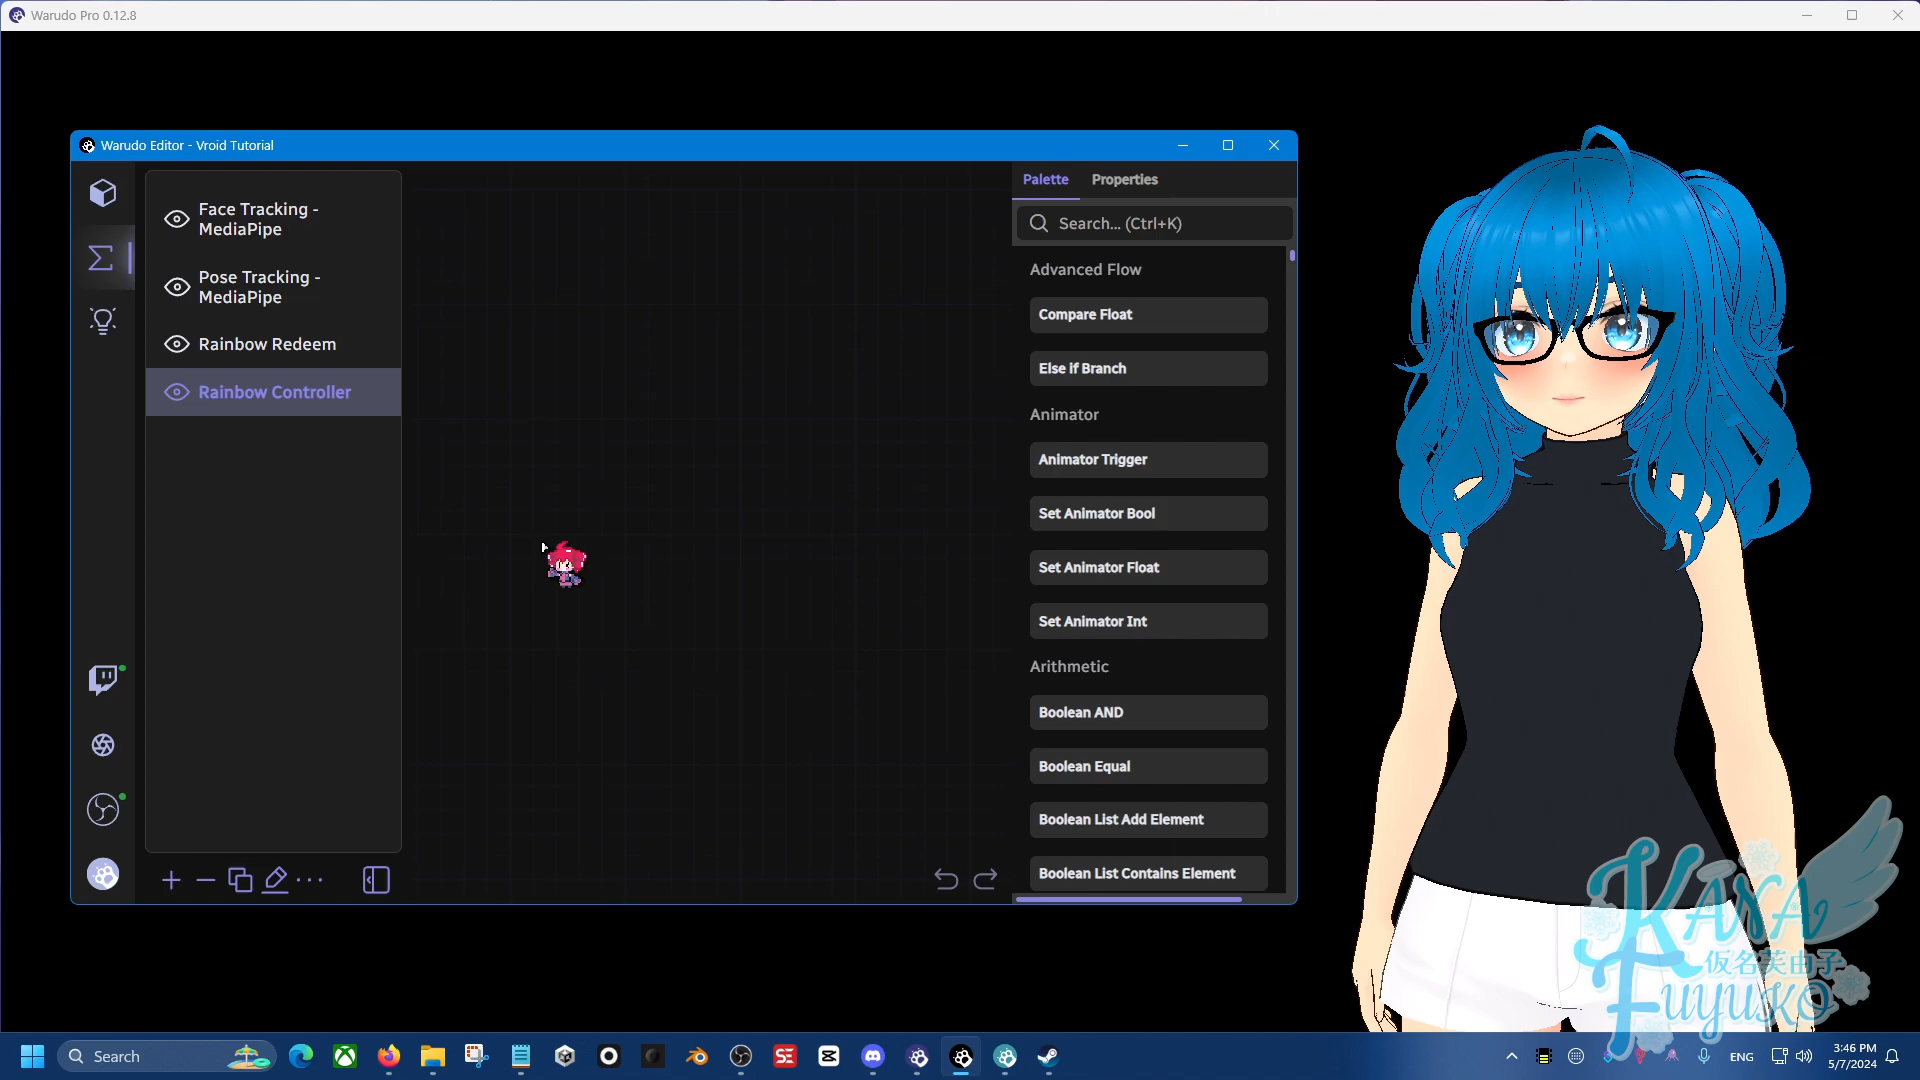 Warudo Pro 0.12.8
Warudo Editor - Vroid Tutorial
Face Tracking -
MediaPipe
Pose Tracking -
MediaPipe
Rainbow Redeem
Rainbow Controller
Palette
Properties
Search... (Ctrl+K)
Advanced Flow
Compare Float
Else if Branch
Animator
Animator Trigger
Set Animator Bool
Set Animator Float
Set Animator Int
Arithmetic
Boolean AND
Boolean Equal
Boolean List Add Element
Boolean List Contains Element
KANA
仮名芙由子
FUYUKO
Search
SE
ENG
3:46 PM
5/7/2024